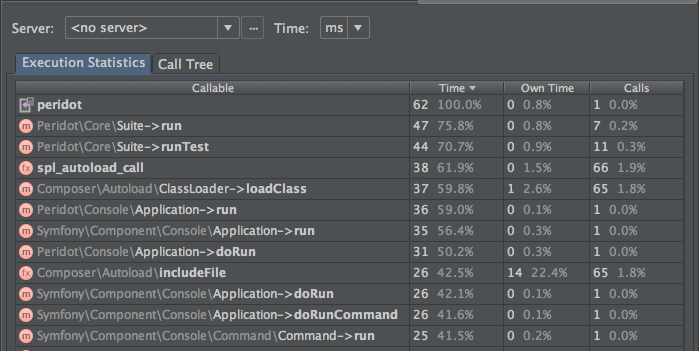 Server: <no server> ... Time: ms
Execution Statistics Call Tree
Callable Time Own Time Calls
peridot 62 100.0% 0 0.8% 1 0.0%
m Peridot\Core\Suite->run 47 75.8% 0 0.8% 7 0.2%
m Peridot\Core\Suite->runTest 44 70.7% 0 0.9% 11 0.3%
fx spl_autoload_call 38 61.9% 0 1.5% 66 1.9%
m Composer\Autoload\ClassLoader->loadClass 37 59.8% 1 2.6% 65 1.8%
m Peridot\Console\Application->run 36 59.0% 0 0.1% 1 0.0%
m Symfony\Component\Console\Application->run 35 56.4% 0 0.3% 1 0.0%
m Peridot\Console\Application->doRun 31 50.2% 0 0.3% 1 0.0%
fx Composer\Autoload\includeFile 26 42.5% 14 22.4% 65 1.8%
m Symfony\Component\Console\Application->doRun 26 42.1% 0 0.1% 1 0.0%
m Symfony\Component\Console\Application->doRunCommand 26 41.6% 0 0.1% 1 0.0%
m Symfony\Component\Console\Command\Command->run 25 41.5% 0 0.2% 1 0.0%